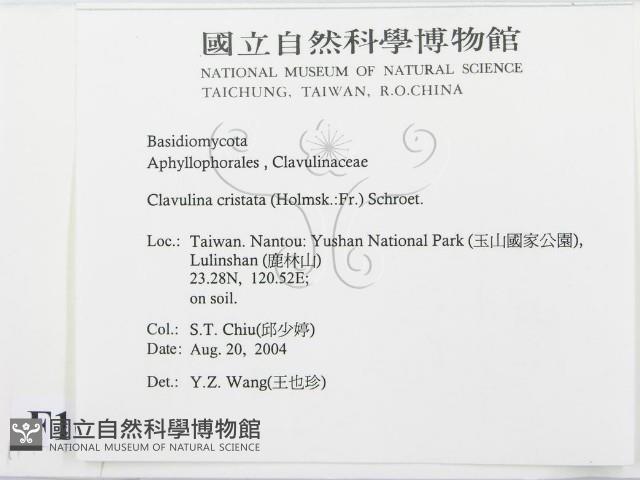 國立自然科學博物館
NATIONAL MUSEUM OF NATURAL SCIENCE
TAICHUNG, TAIWAN, R.O.CHINA
Basidiomycota
Aphyllophorales , Clavulinaceae
Clavulina cristata (Holmsk.:Fr.) Schroet.
Loc.: Taiwan. Nantou: Yushan National Park (玉山國家公園),
Lulinshan (鹿林山)
23.28N, 120.52E;
on soil.
Col.: S.T. Chiu(邱少婷)
Date: Aug. 20, 2004
Det.: Y.Z. Wang(王也珍)
F1
國立自然科學博物館
NATIONAL MUSEUM OF NATURAL SCIENCE